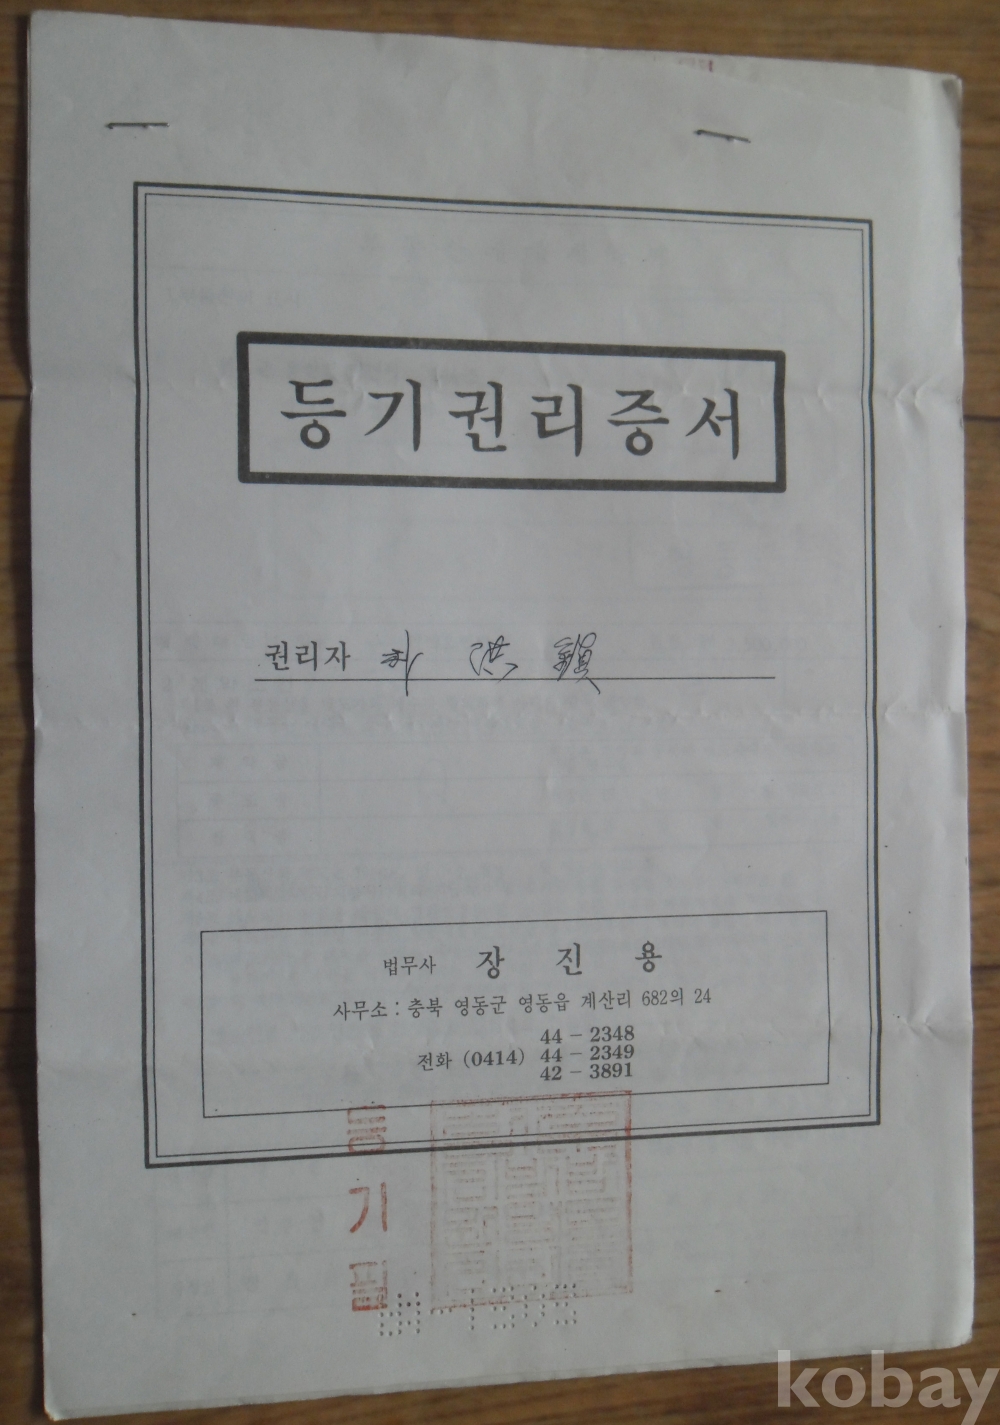 등기권리증서
권리자 朴 洪 鎭
법무사 장 진 용
사무소 : 충북 영동군 영동읍 계산리 682의 24
44 - 2348
전화 (0414) 44 - 2349
42 - 3891
등기필
kobay